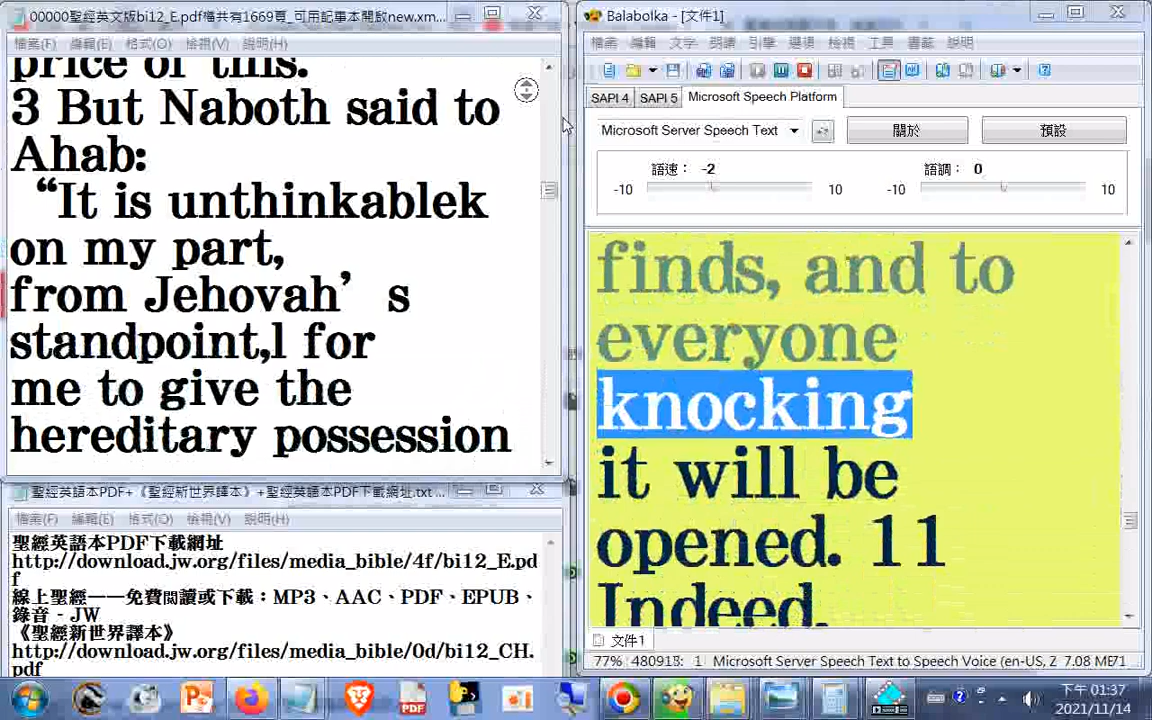 00000聖經英文版bi12_E.pdf檔共有1669頁_可用記事本開啟new.xm...
檔案(F) 編輯(E) 格式(O) 檢視(V) 說明(H)
price of this.
3 But Naboth said to
Ahab:
“It is unthinkablek
on my part,
from Jehovah’s
standpoint,l for
me to give the
hereditary possession
聖經英語本PDF+《聖經新世界譯本》+聖經英語本PDF下載網址.txt ...
檔案(F) 編輯(E) 格式(O) 檢視(V) 說明(H)
聖經英語本PDF下載網址
http://download.jw.org/files/media_bible/4f/bi12_E.pd
f
線上聖經——免費閱讀或下載：MP3、AAC、PDF、EPUB、
錄音 - JW
《聖經新世界譯本》
http://download.jw.org/files/media_bible/0d/bi12_CH.
pdf
Balabolka - [文件1]
檔案 編輯 文字 朗讀 引擎 選項 檢視 工具 書籤 說明
SAPI 4 SAPI 5 Microsoft Speech Platform
Microsoft Server Speech Text 關於 預設
語速： -2 語調： 0
-10 10 -10 10
finds, and to
everyone
knocking
it will be
opened. 11
Indeed,
文件1
77% 480913: 1 Microsoft Server Speech Text to Speech Voice (en-US, Z 7.08 ME71
PDF
下午 01:37
2021/11/14